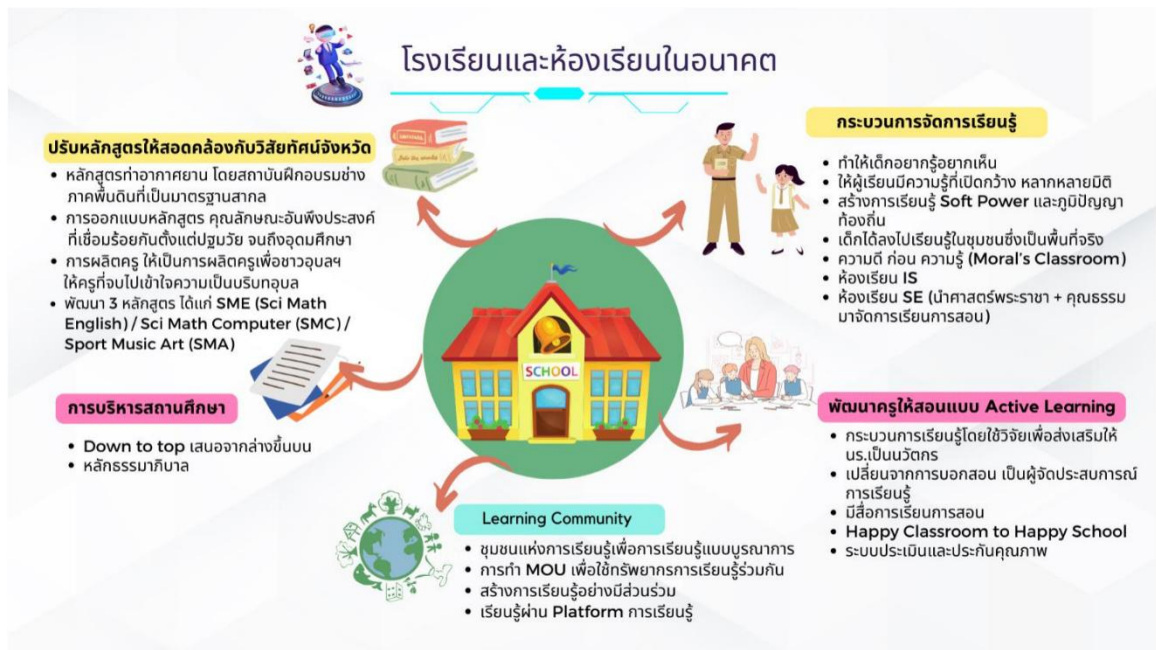 โรงเรียนและห้องเรียนในอนาคต
ปรับหลักสูตรให้สอดคล้องกับวิสัยทัศน์จังหวัด
• หลักสูตรท่าอากาศยาน โดยสถาบันฝึกอบรมช่าง
ภาคพื้นดินที่เป็นมาตรฐานสากล
• การออกแบบหลักสูตร คุณลักษณะอันพึงประสงค์
ที่เชื่อมร้อยกันตั้งแต่ปฐมวัย จนถึงอุดมศึกษา
• การผลิตครู ให้เป็นการผลิตครูเพื่อชาวอุบลฯ
ให้ครูที่จบไปเข้าใจความเป็นบริบทอุบล
• พัฒนา 3 หลักสูตร ได้แก่ SME (Sci Math
English) / Sci Math Computer (SMC) /
Sport Music Art (SMA)
การบริหารสถานศึกษา
• Down to top เสนอจากล่างขึ้นบน
• หลักธรรมาภิบาล
SCHOOL
Learning Community
• ชุมชนแห่งการเรียนรู้เพื่อการเรียนรู้แบบบูรณาการ
• การทำ MOU เพื่อใช้ทรัพยากรการเรียนรู้ร่วมกัน
• สร้างการเรียนรู้อย่างมีส่วนร่วม
• เรียนรู้ผ่าน Platform การเรียนรู้
กระบวนการจัดการเรียนรู้
• ทำให้เด็กอยากรู้อยากเห็น
• ให้ผู้เรียนมีความรู้ที่เปิดกว้าง หลากหลายมิติ
• สร้างการเรียนรู้ Soft Power และภูมิปัญญา
ท้องถิ่น
• เด็กได้ลงไปเรียนรู้ในชุมชนซึ่งเป็นพื้นที่จริง
• ความดี ก่อน ความรู้ (Moral's Classroom)
• ห้องเรียน IS
• ห้องเรียน SE (นำศาสตร์พระราชา + คุณธรรม
มาจัดการเรียนการสอน)
พัฒนาครูให้สอนแบบ Active Learning
• กระบวนการเรียนรู้โดยใช้วิจัยเพื่อส่งเสริมให้
นร.เป็นนวัตกร
• เปลี่ยนจากการบอกสอน เป็นผู้จัดประสบการณ์
การเรียนรู้
• มีสื่อการเรียนการสอน
• Happy Classroom to Happy School
• ระบบประเมินและประกันคุณภาพ